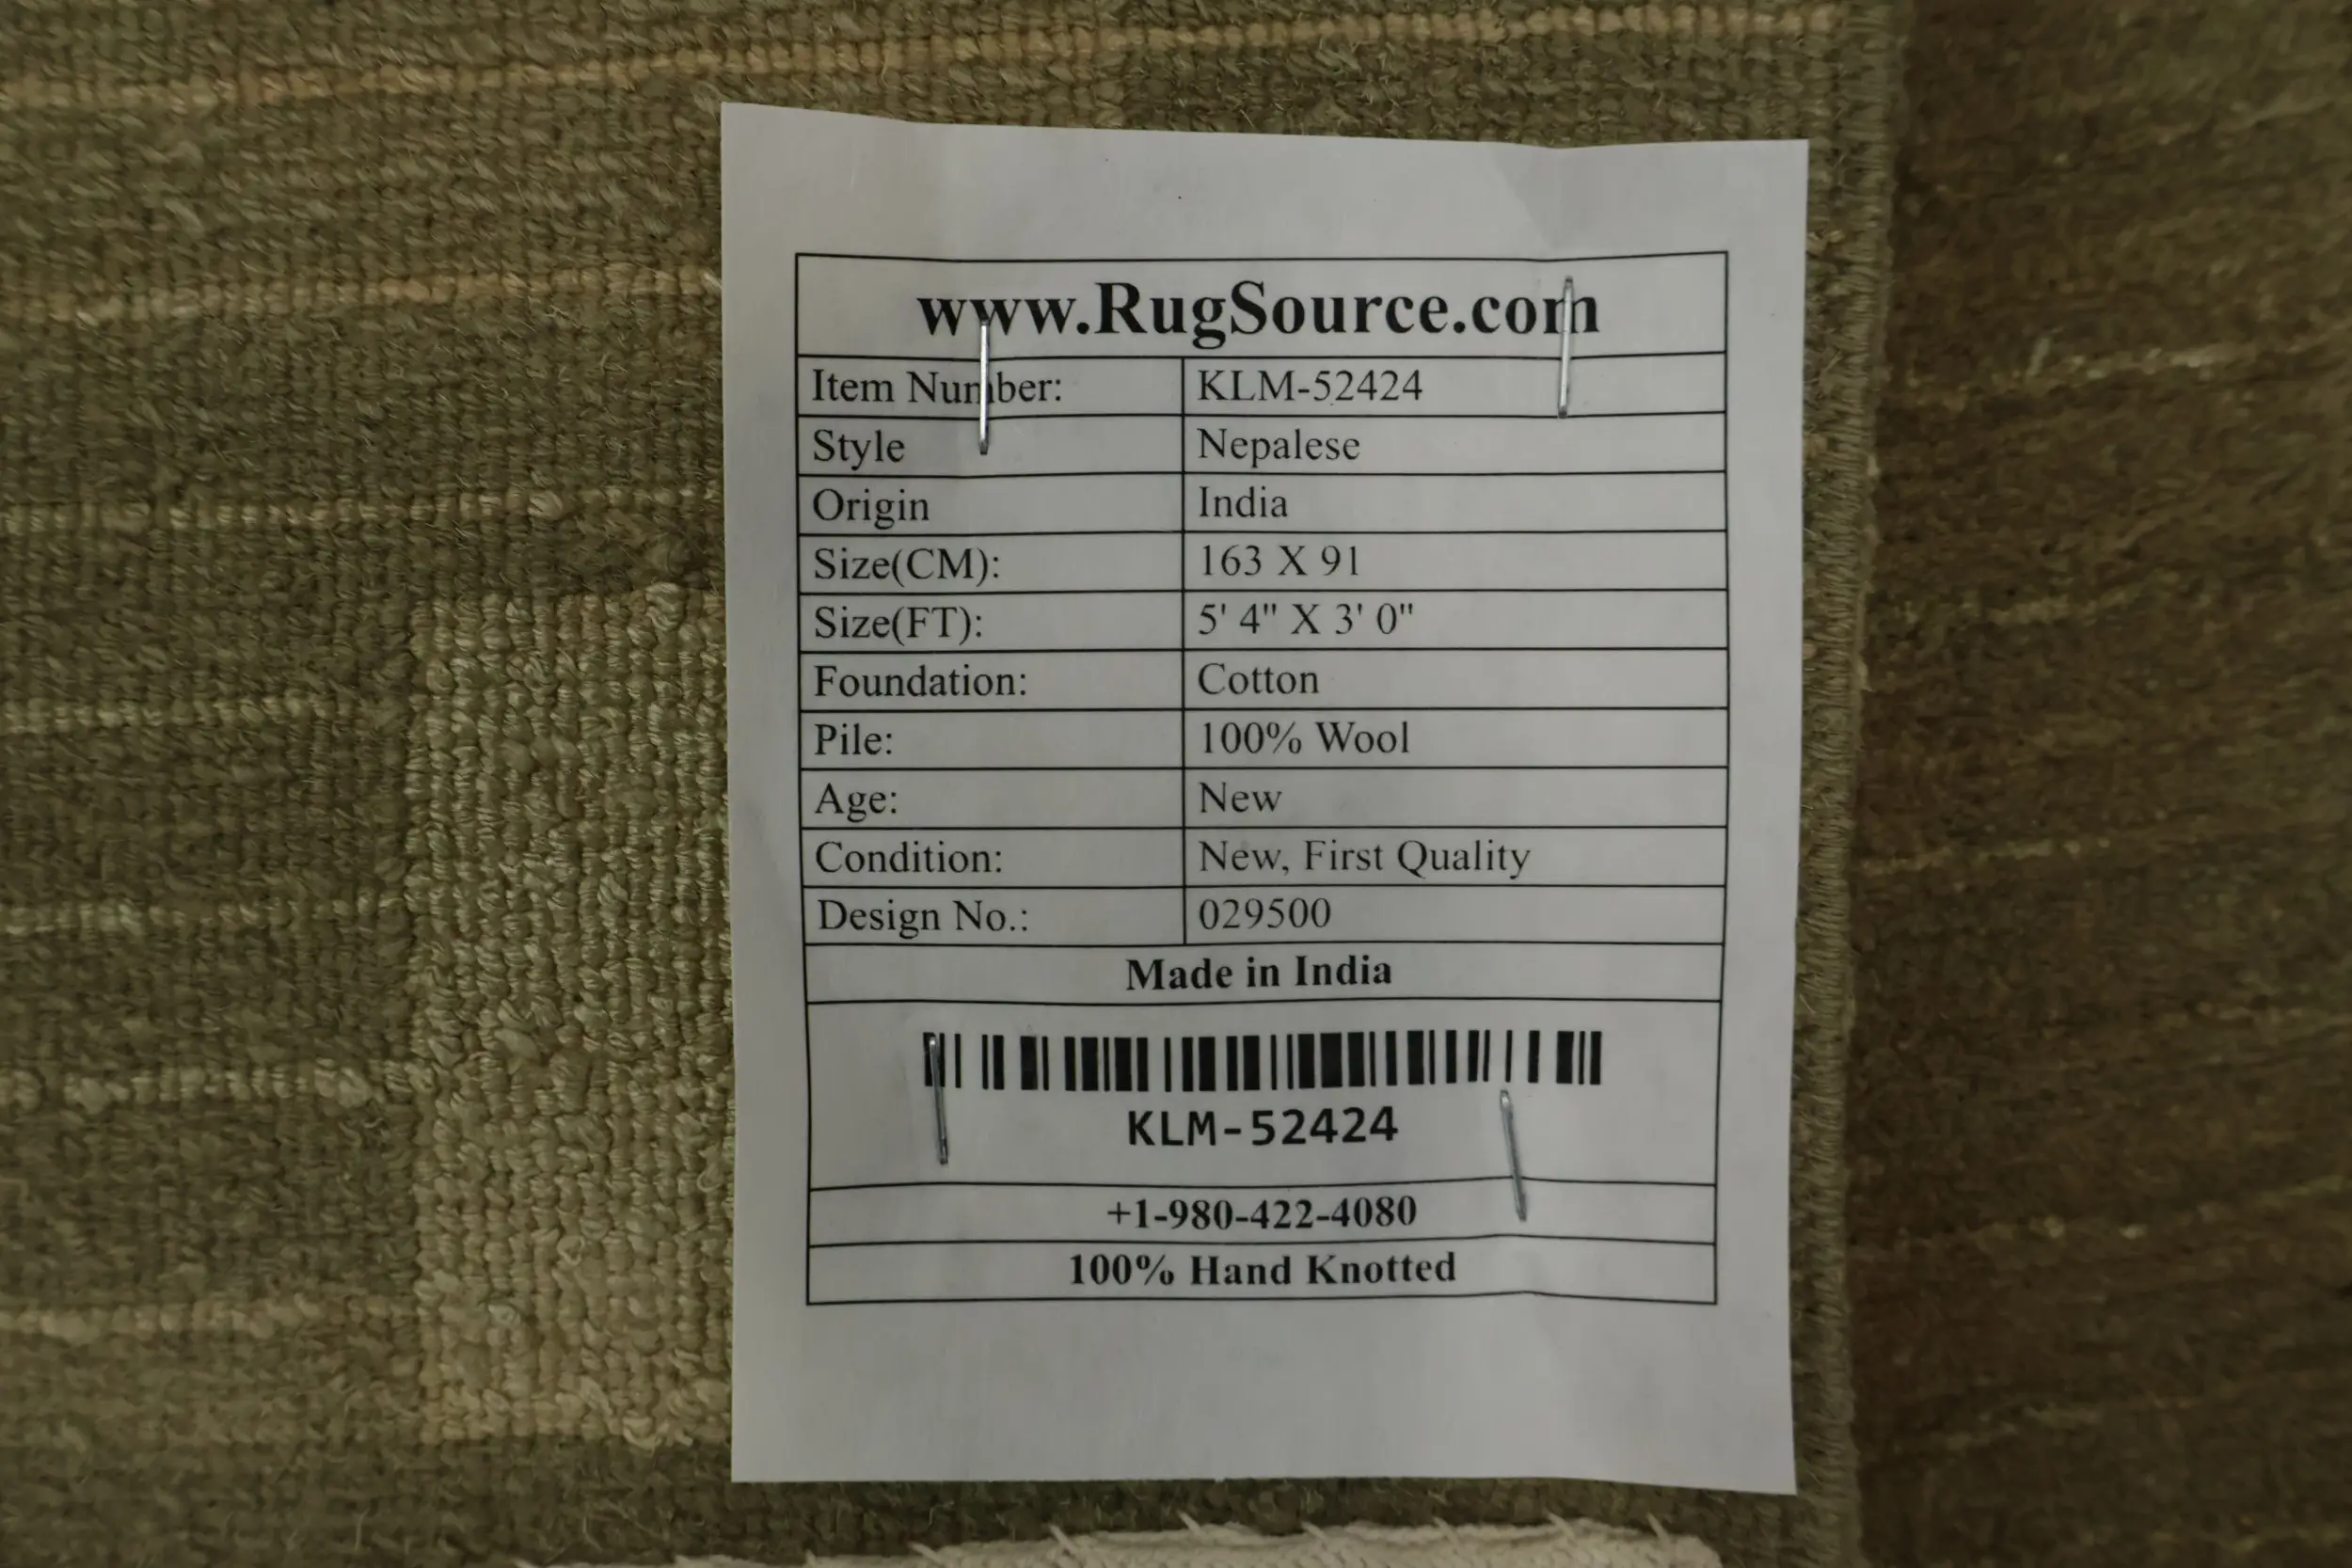 www.RugSource.com
Item Number: KLM-52424
Style Nepalese
Origin India
Size(CM): 163 X 91
Size(FT): 5' 4" X 3' 0"
Foundation: Cotton
Pile: 100% Wool
Age: New
Condition: New, First Quality
Design No.: 029500
Made in India
KLM-52424
+1-980-422-4080
100% Hand Knotted